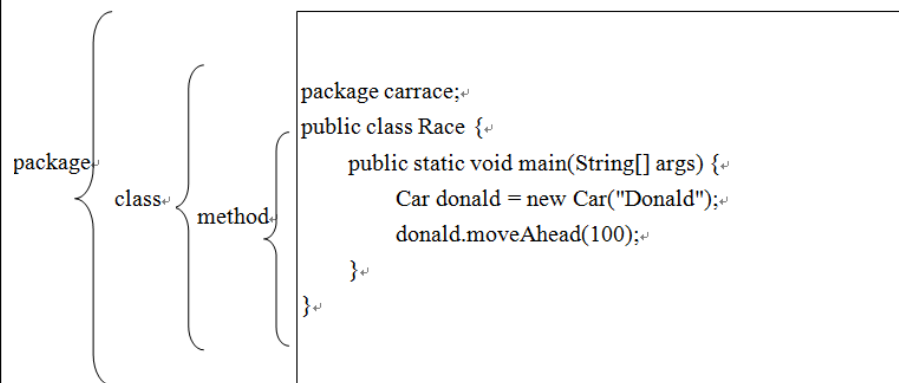 package carrace;
public class Race {
public static void main(String[] args) {
package
Car donald = new Car("Donald");
class
method
donald.moveAhead(100);
}
}